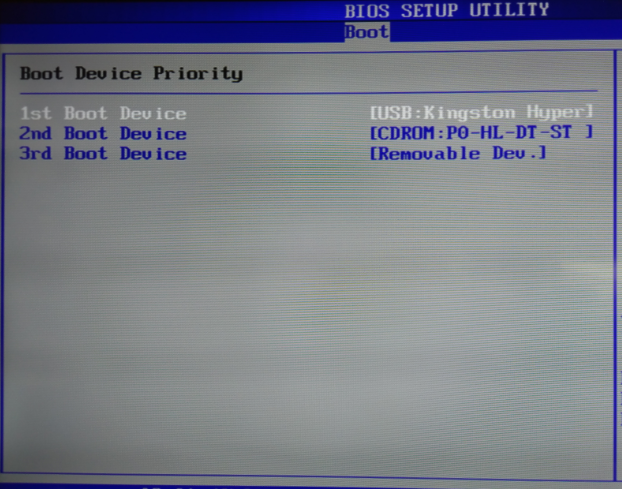 BIOS SETUP UTILITY
Boot
Boot Device Priority
1st Boot Device [USB:Kingston Hyper]
2nd Boot Device [CDROM:P0-HL-DT-ST ]
3rd Boot Device [Removable Dev.]